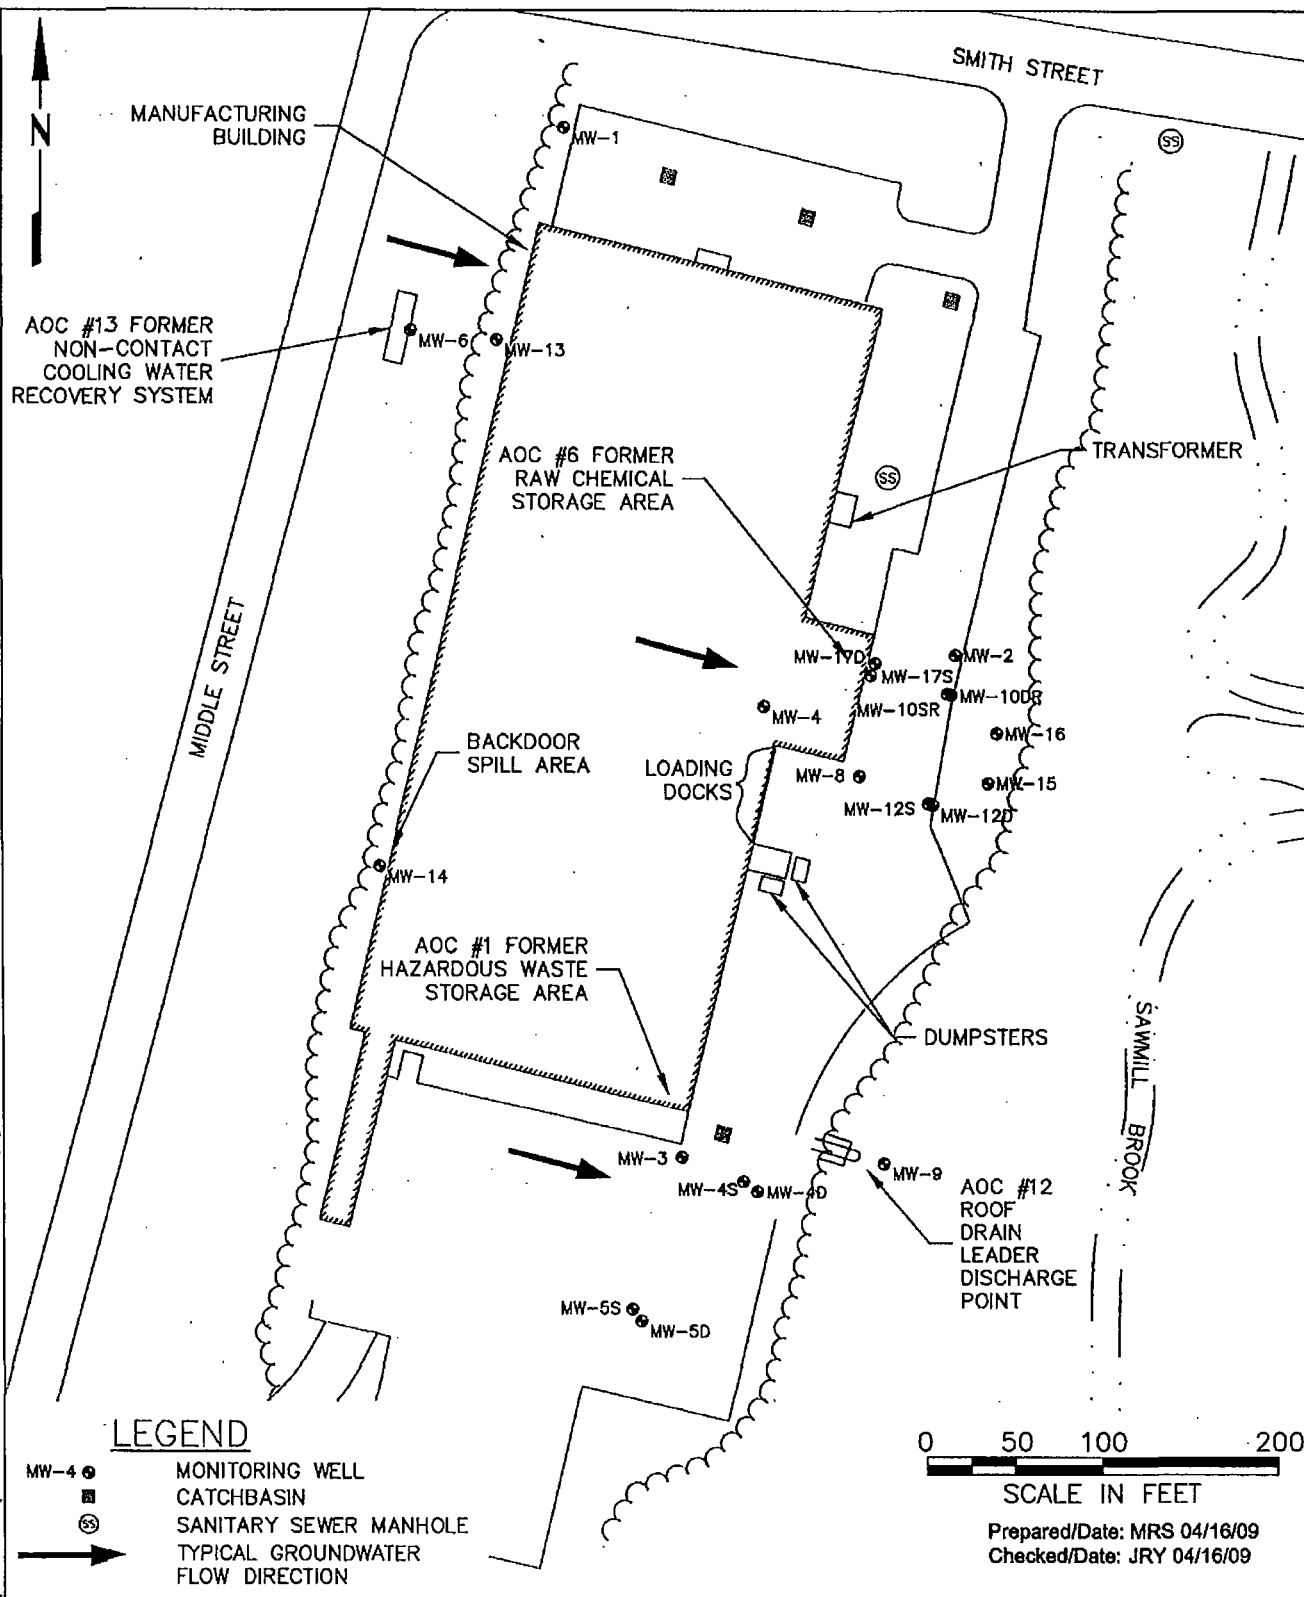 SMITH STREET
N
MANUFACTURING
BUILDING
MW-1
SS
AOC #13 FORMER
NON-CONTACT
COOLING WATER
RECOVERY SYSTEM
MW-6
MW-13
AOC #6 FORMER
RAW CHEMICAL
STORAGE AREA
TRANSFORMER
SS
MIDDLE STREET
MW-17D
MW-17S
MW-2
MW-10SR
MW-10DR
MW-4
MW-16
BACKDOOR
SPILL AREA
LOADING
DOCKS
MW-8
MW-15
MW-12S
MW-12D
MW-14
AOC #1 FORMER
HAZARDOUS WASTE
STORAGE AREA
DUMPSTERS
SAWMILL BROOK
MW-3
MW-4S
MW-4D
MW-9
AOC #12
ROOF
DRAIN
LEADER
DISCHARGE
POINT
MW-5S
MW-5D
LEGEND
MW-4 MONITORING WELL
CATCHBASIN
SS SANITARY SEWER MANHOLE
TYPICAL GROUNDWATER
FLOW DIRECTION
0 50 100 200
SCALE IN FEET
Prepared/Date: MRS 04/16/09
Checked/Date: JRY 04/16/09